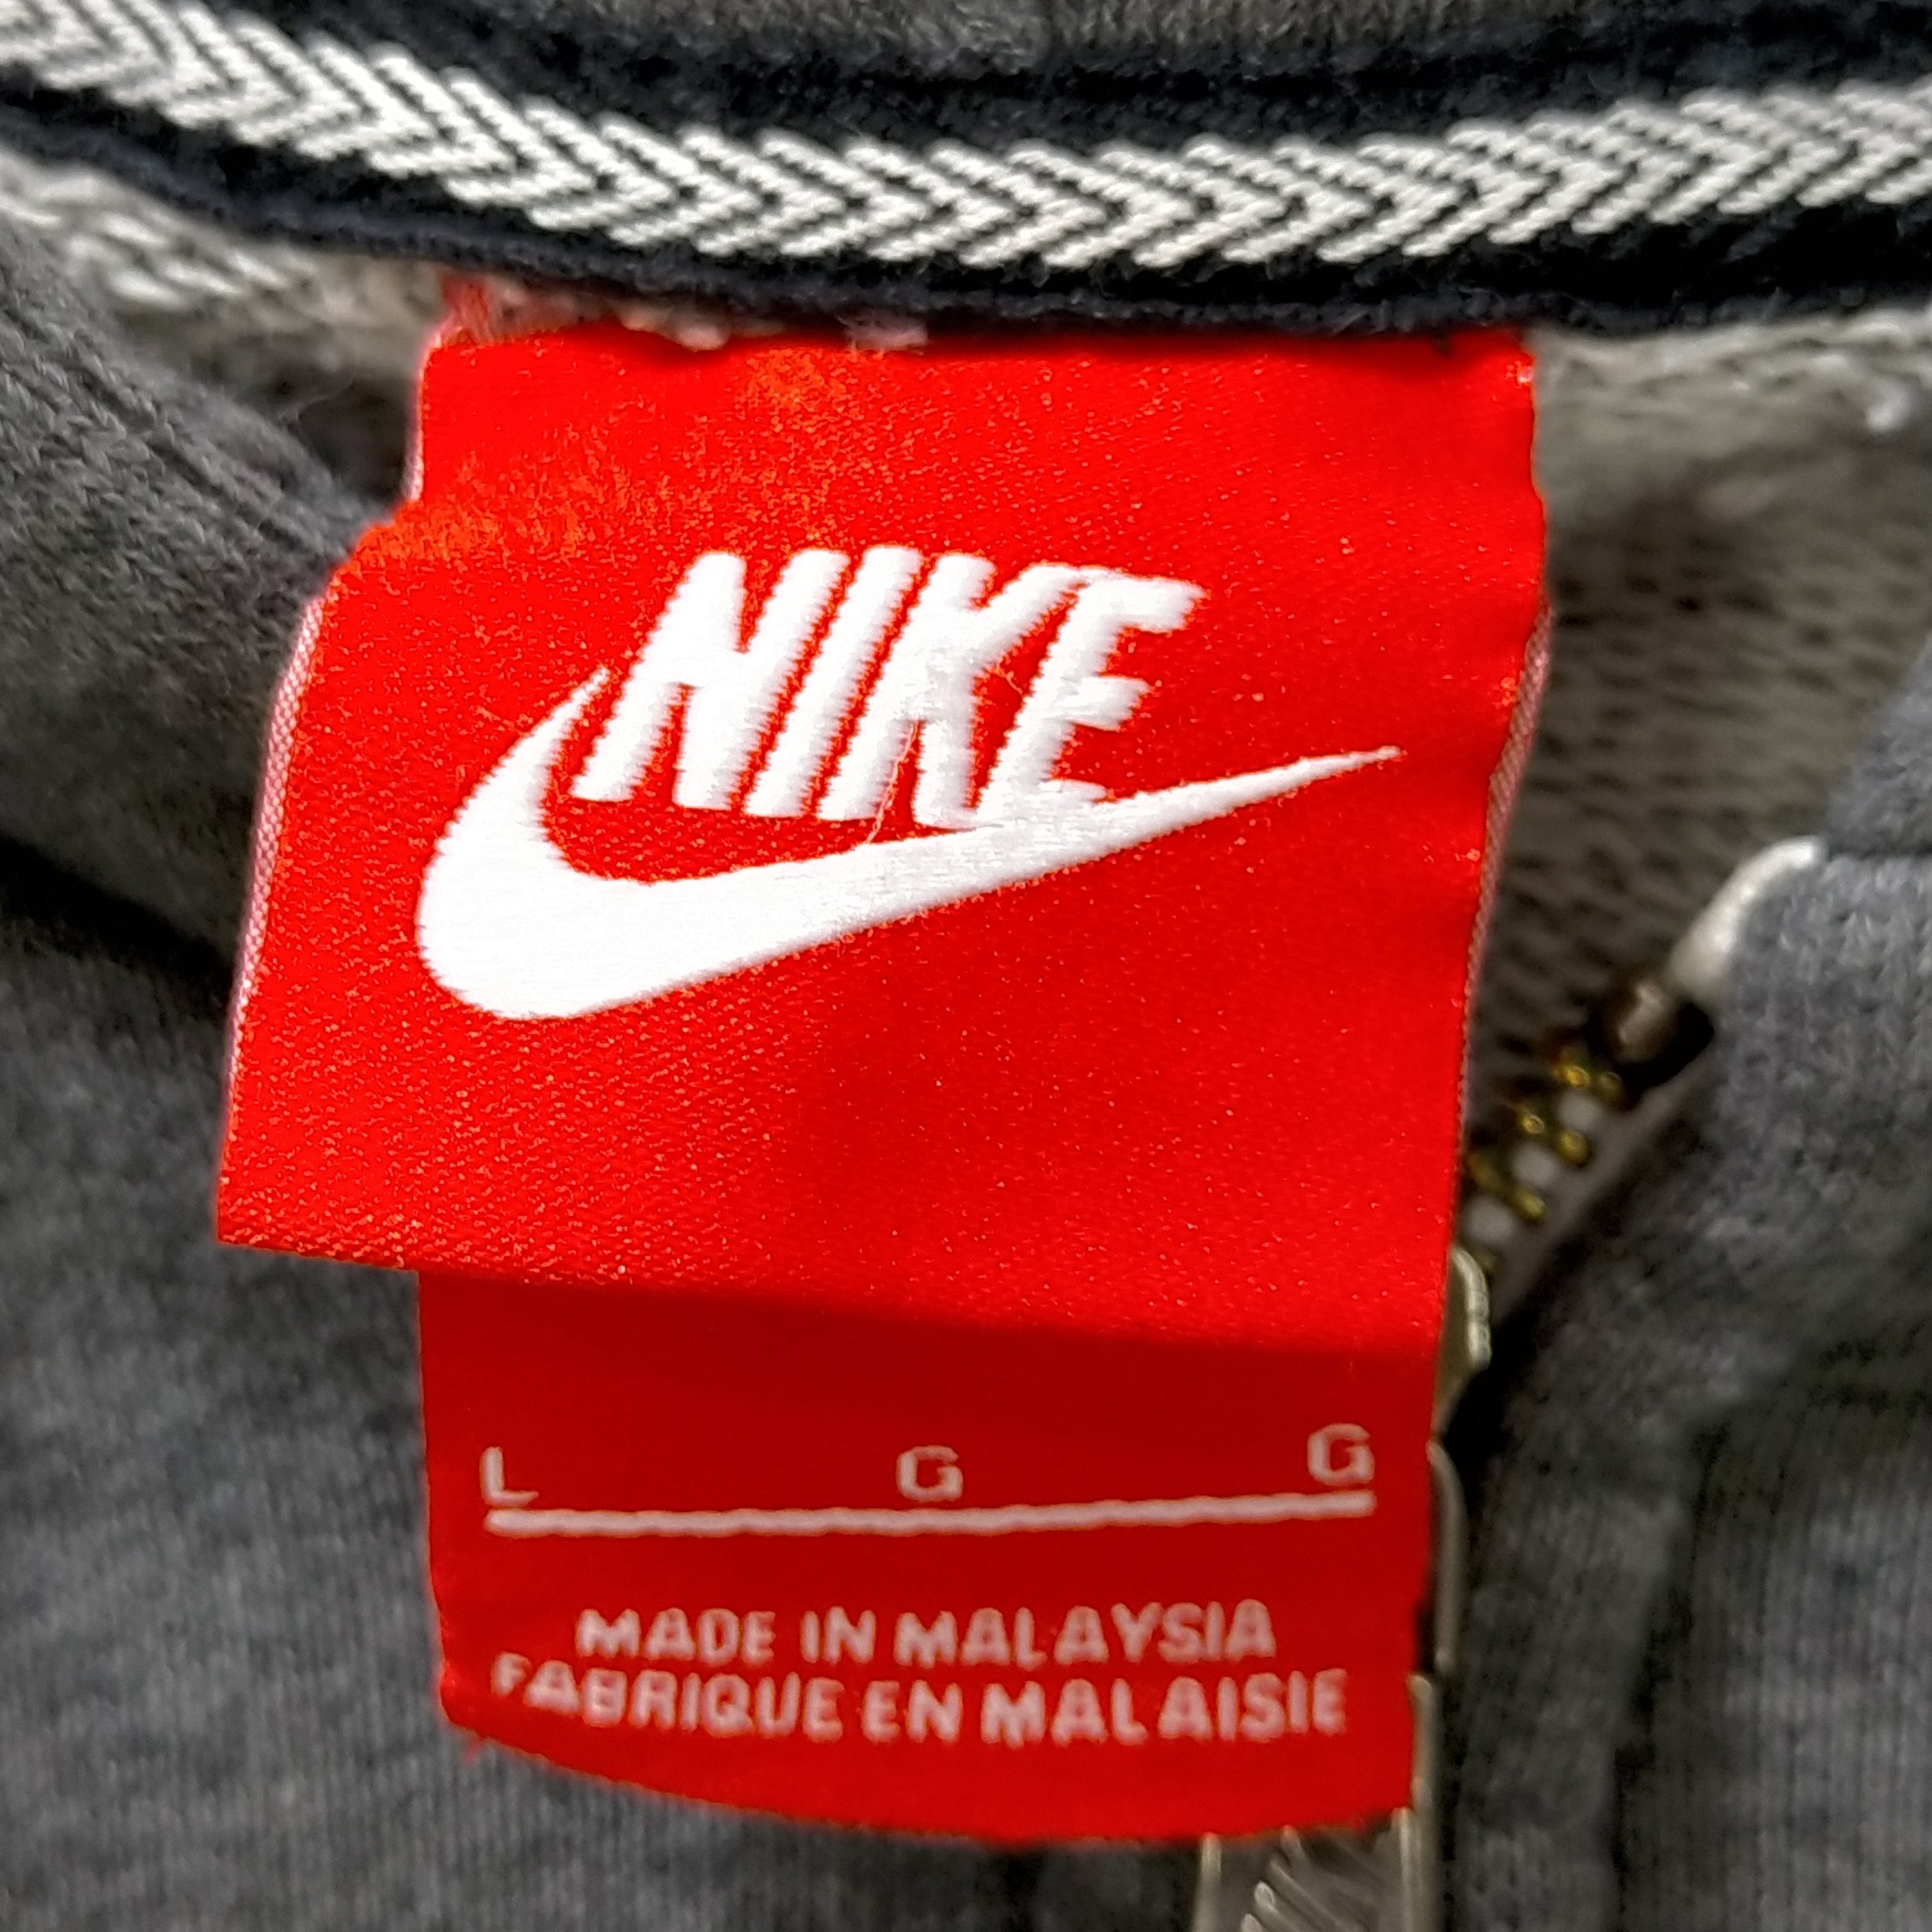 NIKE
L G G
MADE IN MALAYSIA
FABRIQUE EN MALAISIE